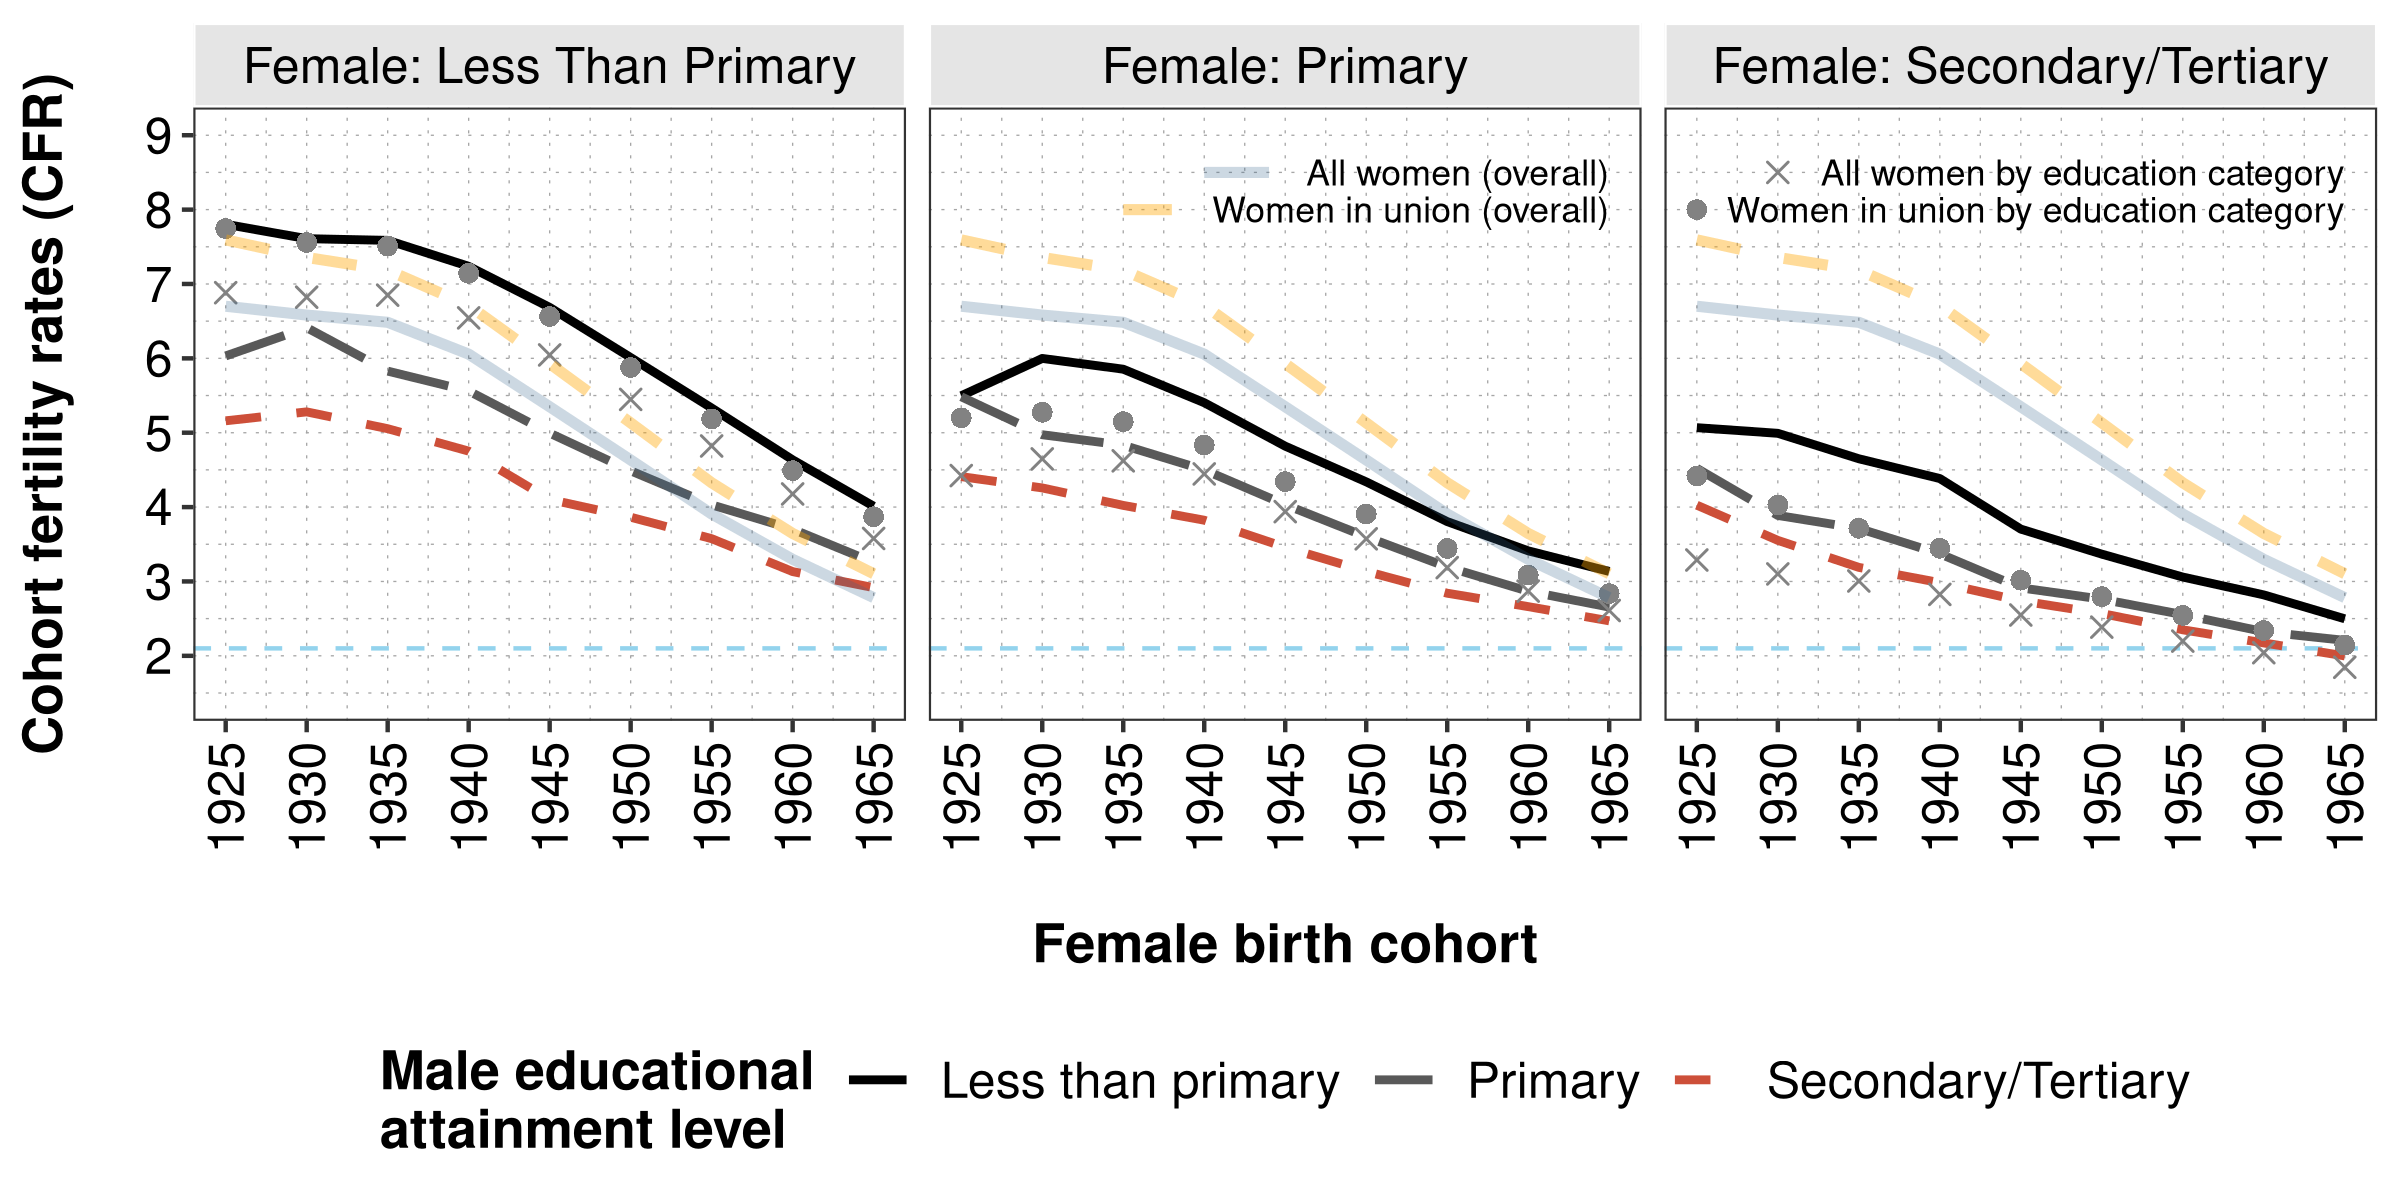 Female: Less Than Primary
Female: Primary
Female: Secondary/Tertiary
Cohort fertility rates (CFR)
9
8
7
6
5
4
3
2
All women (overall)
Women in union (overall)
All women by education category
Women in union by education category
1925 1930 1935 1940 1945 1950 1955 1960 1965
1925 1930 1935 1940 1945 1950 1955 1960 1965
1925 1930 1935 1940 1945 1950 1955 1960 1965
Female birth cohort
Male educational
attainment level
Less than primary
Primary
Secondary/Tertiary